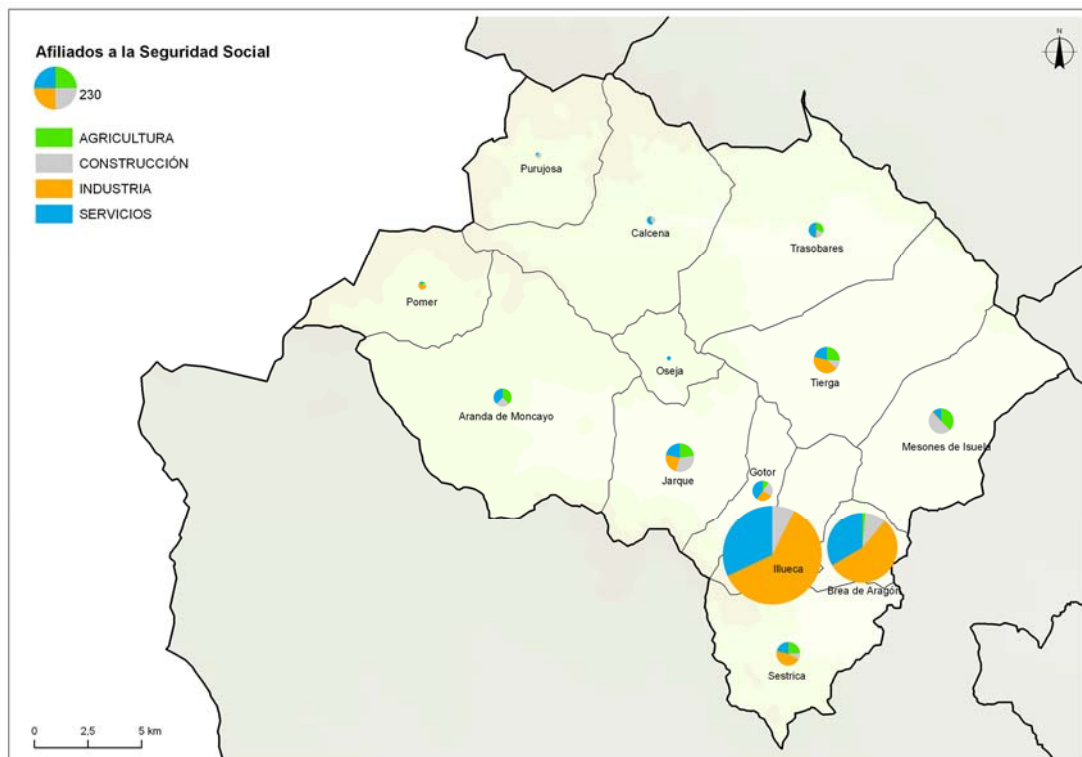 Afiliados a la Seguridad Social
N
230
AGRICULTURA
CONSTRUCCIÓN
INDUSTRIA
SERVICIOS
Purujosa
Calcena
Trasobares
Pomer
Oseja
Tierga
Aranda de Moncayo
Mesones de Isuela
Jarque
Gotor
Illueca
Brea de Aragón
Sestrica
0 2,5 5 km